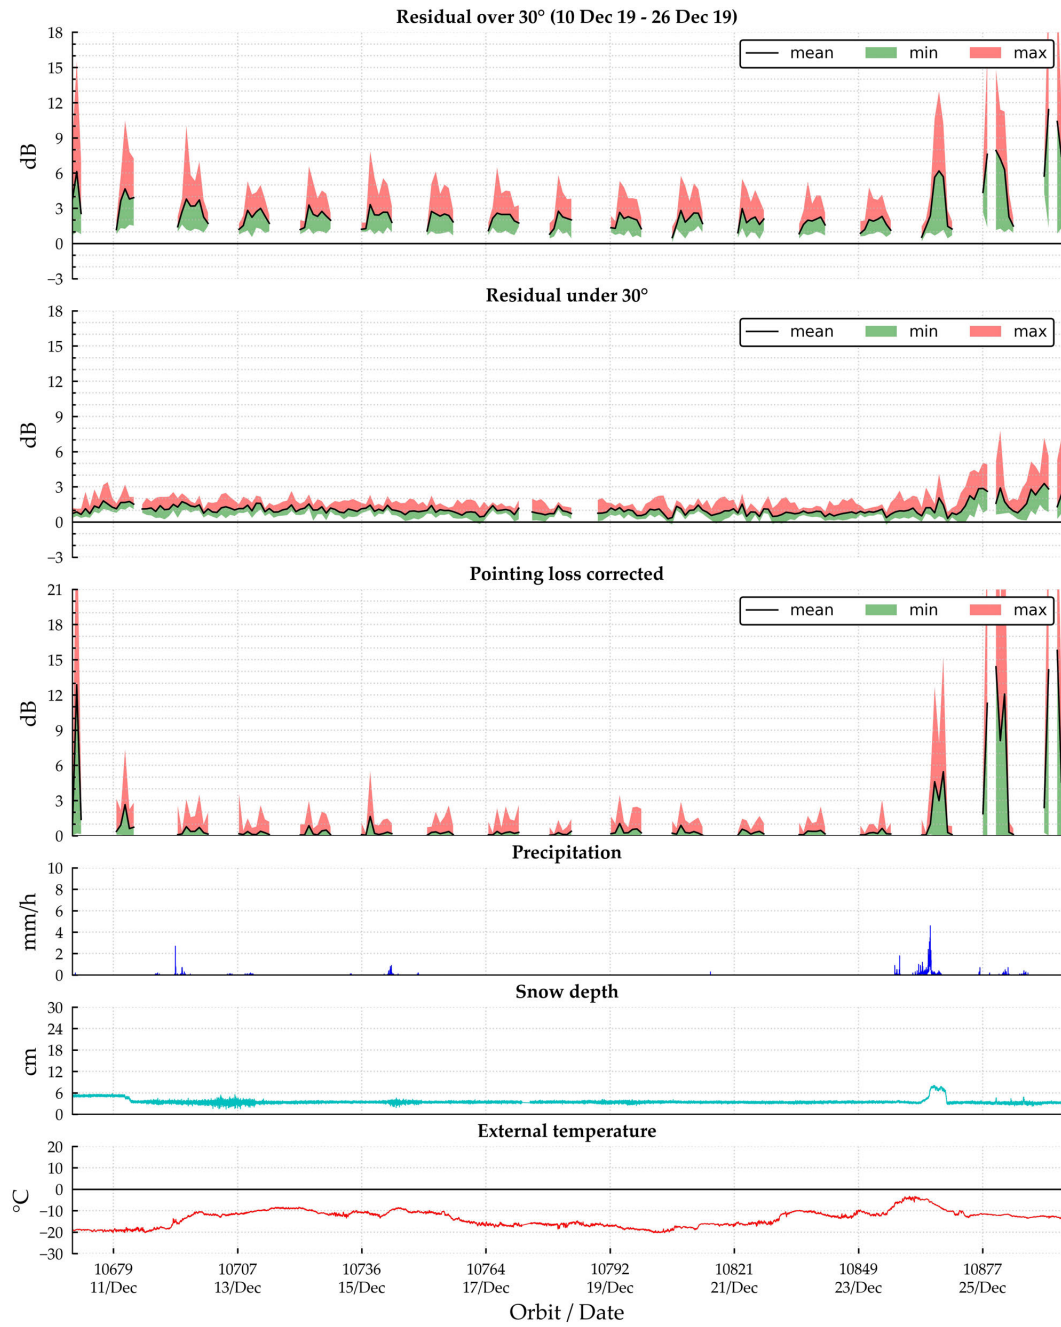 Residual over 30° (10 Dec 19 - 26 Dec 19)
mean min max
18
15
12
9
6
3
0
−3
dB
Residual under 30°
mean min max
18
15
12
9
6
3
0
−3
dB
Pointing loss corrected
mean min max
21
18
15
12
9
6
3
0
dB
Precipitation
10
8
6
4
2
0
mm/h
Snow depth
30
24
18
12
6
0
cm
External temperature
20
20
10
0
−10
−20
−30
°C
10679 10707 10736 10764 10792 10821 10849 10877
11/Dec 13/Dec 15/Dec 17/Dec 19/Dec 21/Dec 23/Dec 25/Dec
Orbit / Date